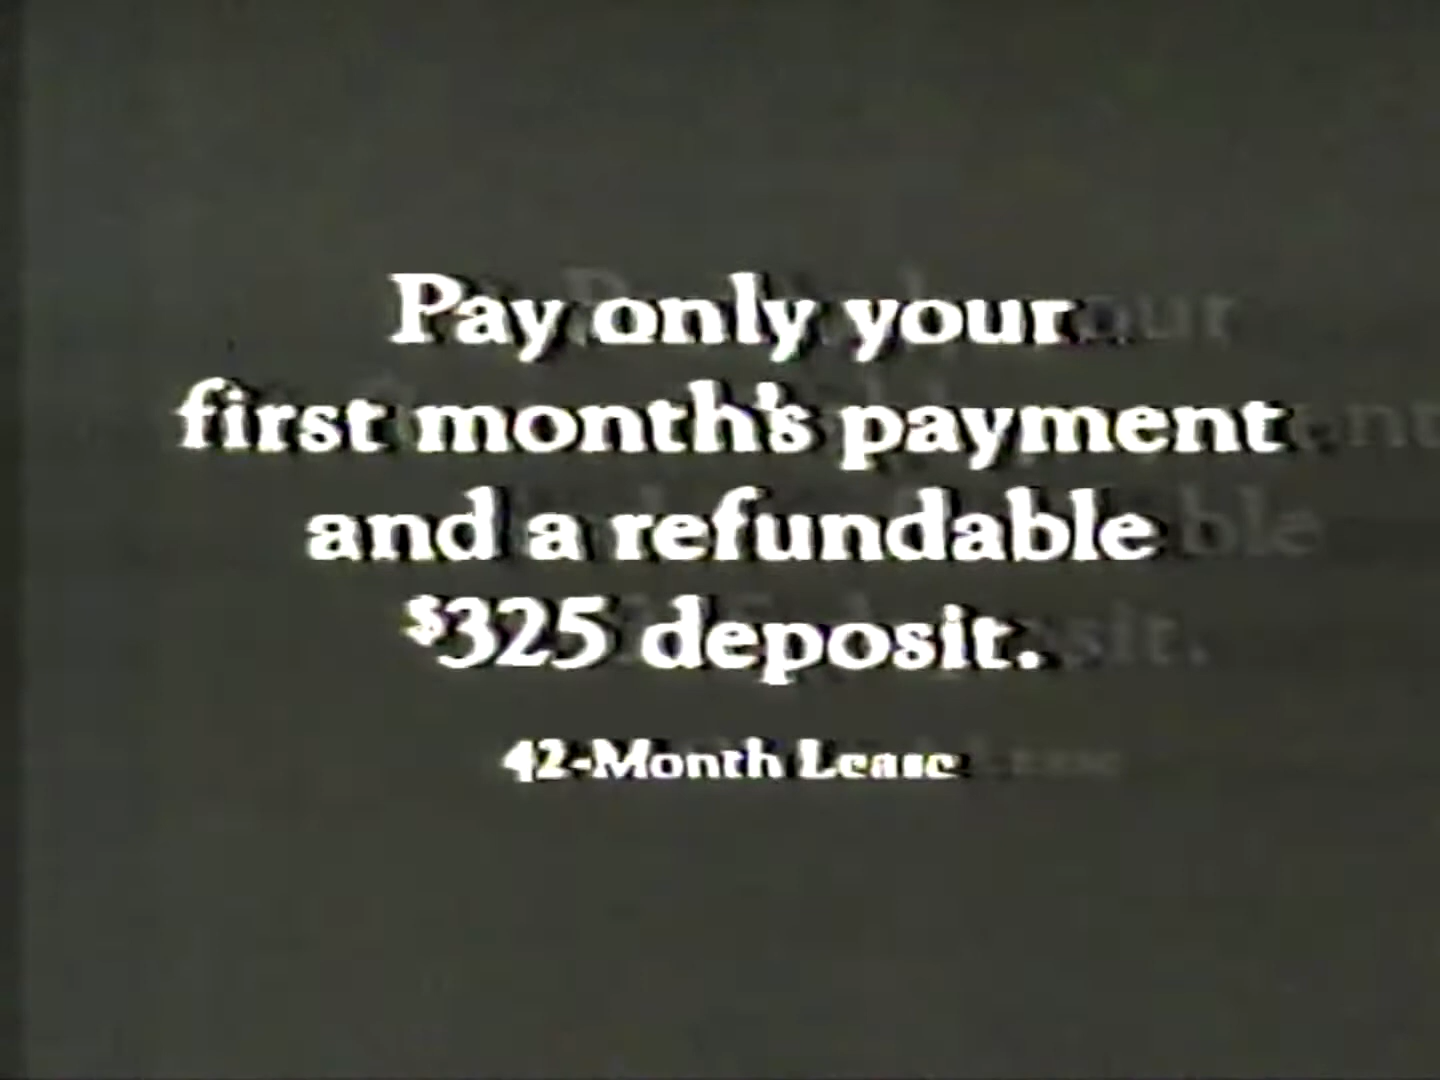 Pay only your
first month's payment
and a refundable
$325 deposit.
42-Month Lease